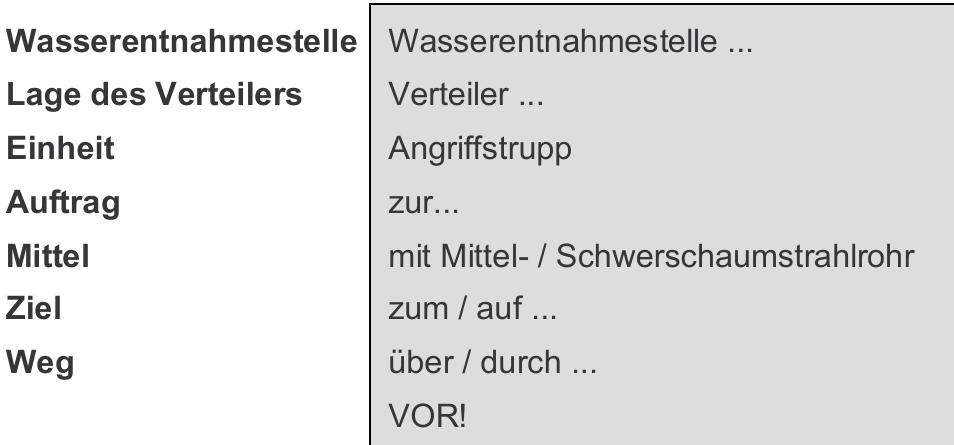 Wasserentnahmestelle Wasserentnahmestelle ...
Lage des Verteilers Verteiler ...
Einheit Angriffstrupp
Auftrag zur...
Mittel mit Mittel- / Schwerschaumstrahlrohr
Ziel zum / auf ...
Weg über / durch ...
VOR!